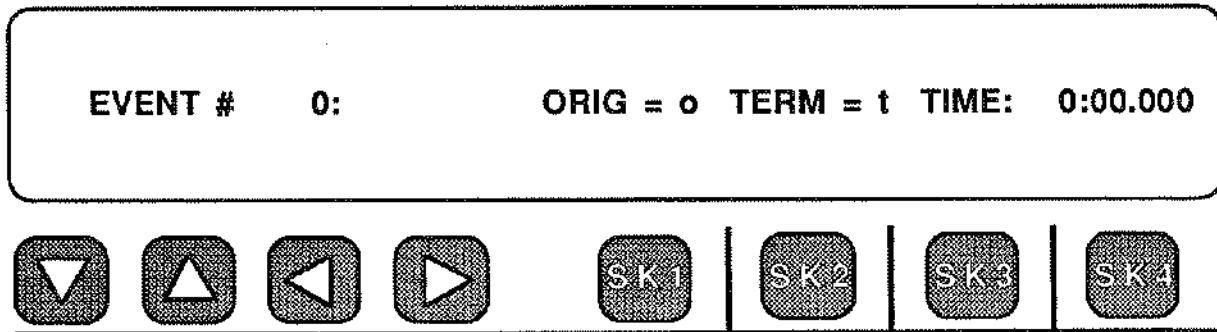 EVENT # 0: ORIG = o TERM = t TIME: 0:00.000
SK1 SK2 SK3 SK4